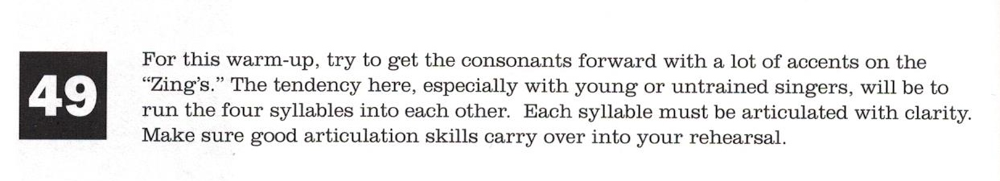 49
For this warm-up, try to get the consonants forward with a lot of accents on the
“Zing’s.” The tendency here, especially with young or untrained singers, will be to
run the four syllables into each other.  Each syllable must be articulated with clarity.
Make sure good articulation skills carry over into your rehearsal.